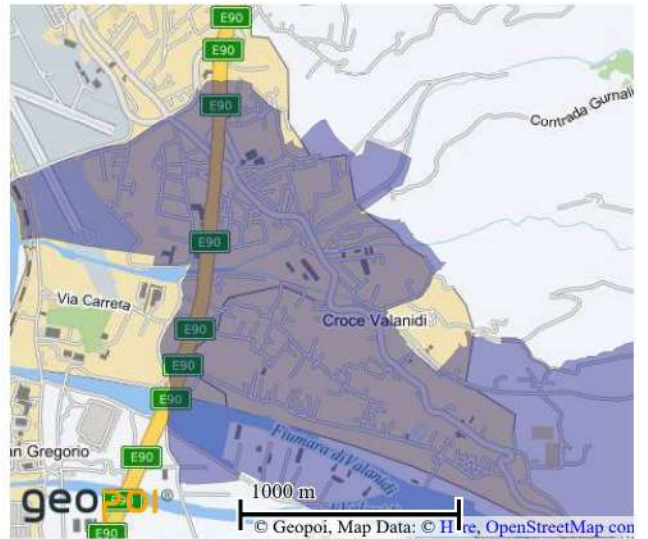 E90
E90
E90
Contrada Gurnali
E90
Via Carrera
E90
Croce Valanidi
E90
E90
Fiumara di Valanidi
n Gregorio
E90
geopoi®
E90
1000 m
E90
© Geopoi, Map Data: © Here, OpenStreetMap con